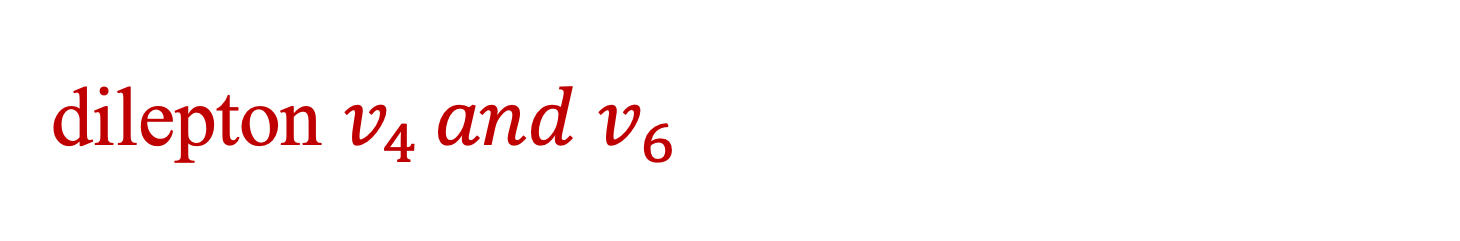 dilepton v₄ and v₆